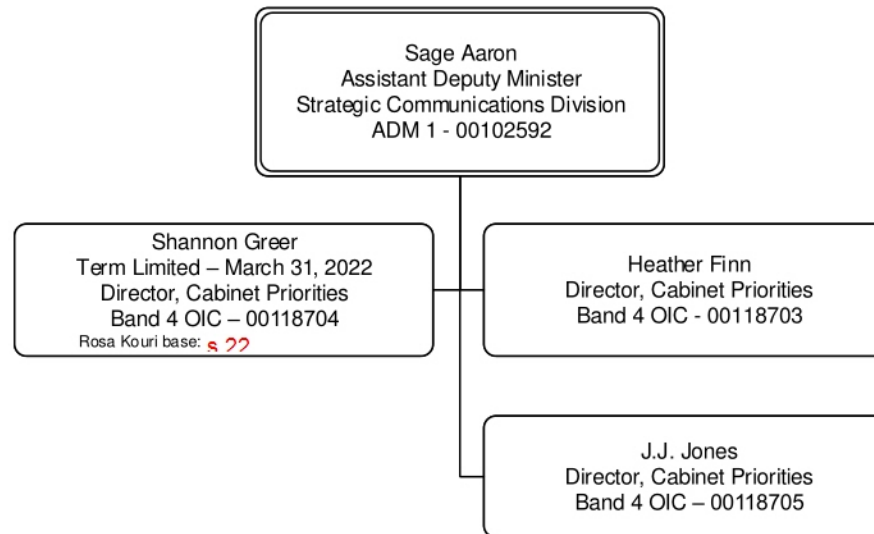 Sage Aaron
Assistant Deputy Minister
Strategic Communications Division
ADM 1 - 00102592
Shannon Greer
Term Limited – March 31, 2022
Director, Cabinet Priorities
Band 4 OIC – 00118704
Rosa Kouri base: s.22
Heather Finn
Director, Cabinet Priorities
Band 4 OIC - 00118703
J.J. Jones
Director, Cabinet Priorities
Band 4 OIC – 00118705